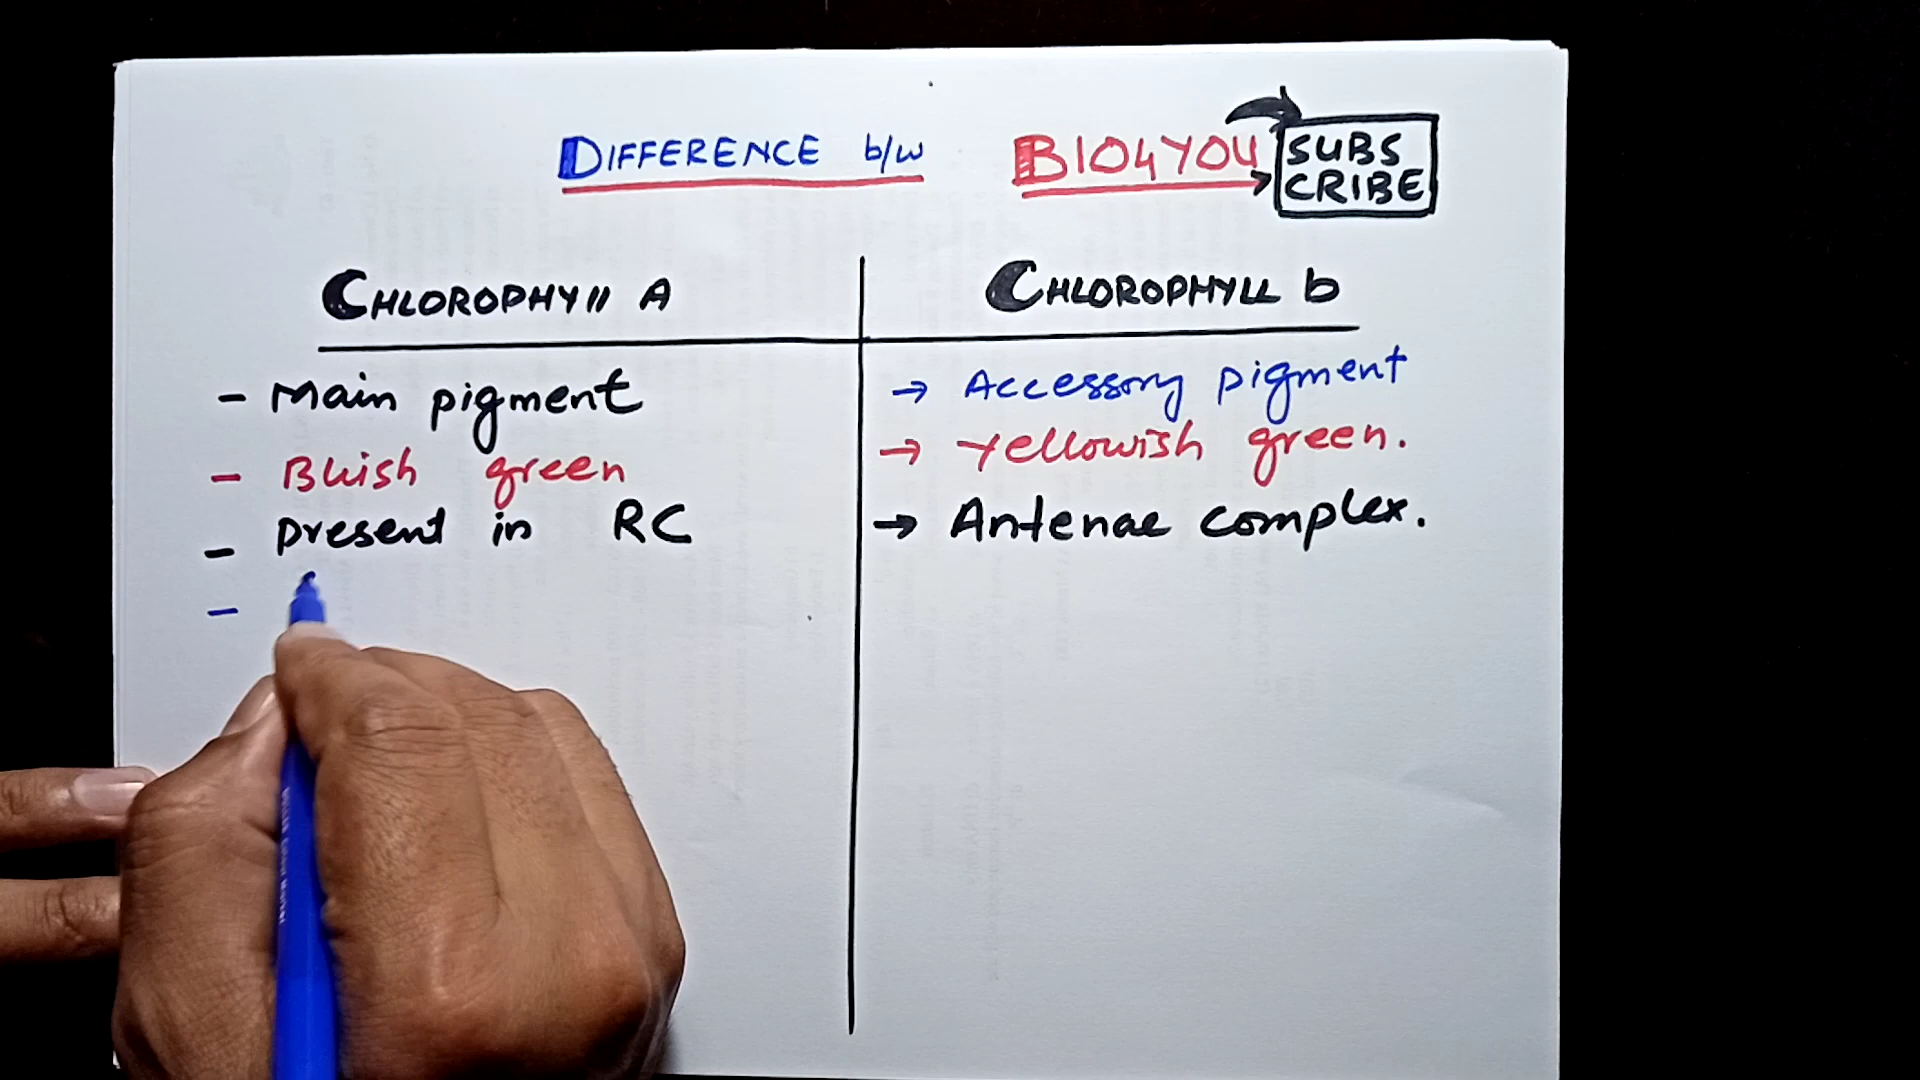 DIFFERENCE b/w
BIO4YOU
SUBS
CRIBE
CHLOROPHYll A
CHLOROPHYLL b
- Main pigment
- Bluish green
- present in RC
-
→ Accessory pigment
→ Yellowish green.
→ Antenae complex.